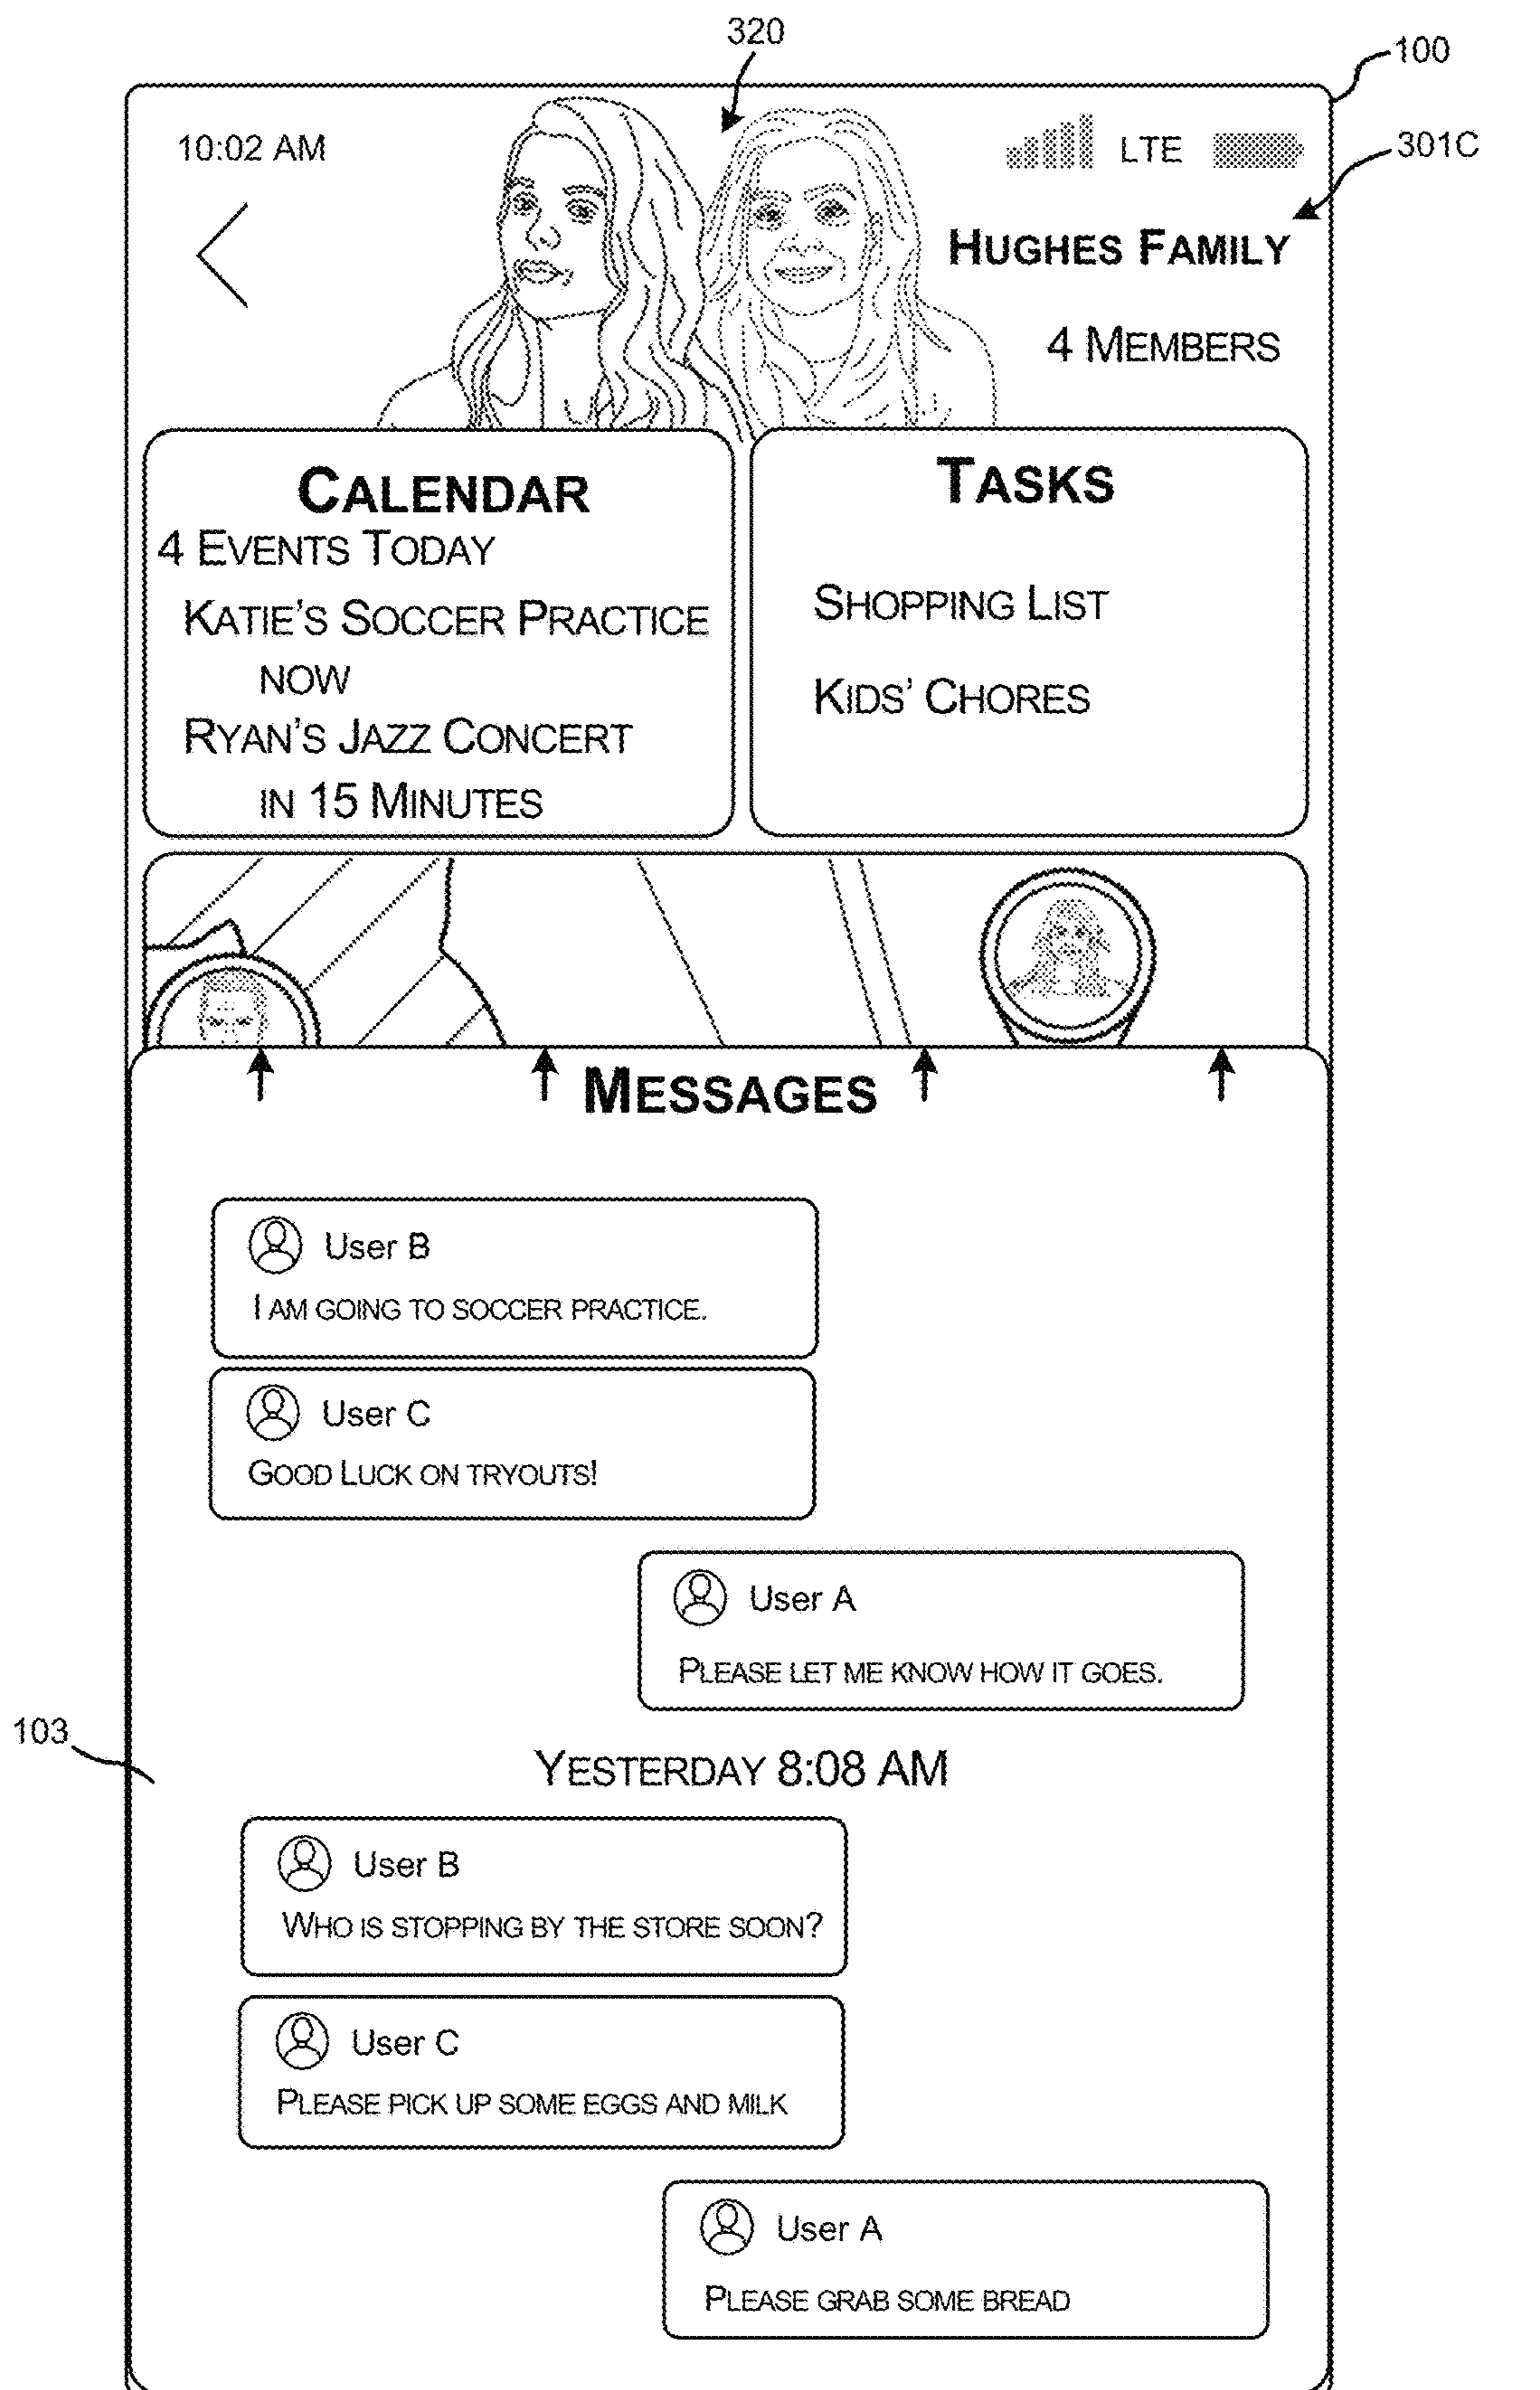 320
100
10:02 AM
LTE
301C
HUGHES FAMILY
4 MEMBERS
CALENDAR
4 EVENTS TODAY
KATIE'S SOCCER PRACTICE
NOW
RYAN'S JAZZ CONCERT
IN 15 MINUTES
TASKS
SHOPPING LIST
KIDS' CHORES
MESSAGES
User B
I AM GOING TO SOCCER PRACTICE.
User C
GOOD LUCK ON TRYOUTS!
User A
PLEASE LET ME KNOW HOW IT GOES.
103
YESTERDAY 8:08 AM
User B
WHO IS STOPPING BY THE STORE SOON?
User C
PLEASE PICK UP SOME EGGS AND MILK
User A
PLEASE GRAB SOME BREAD